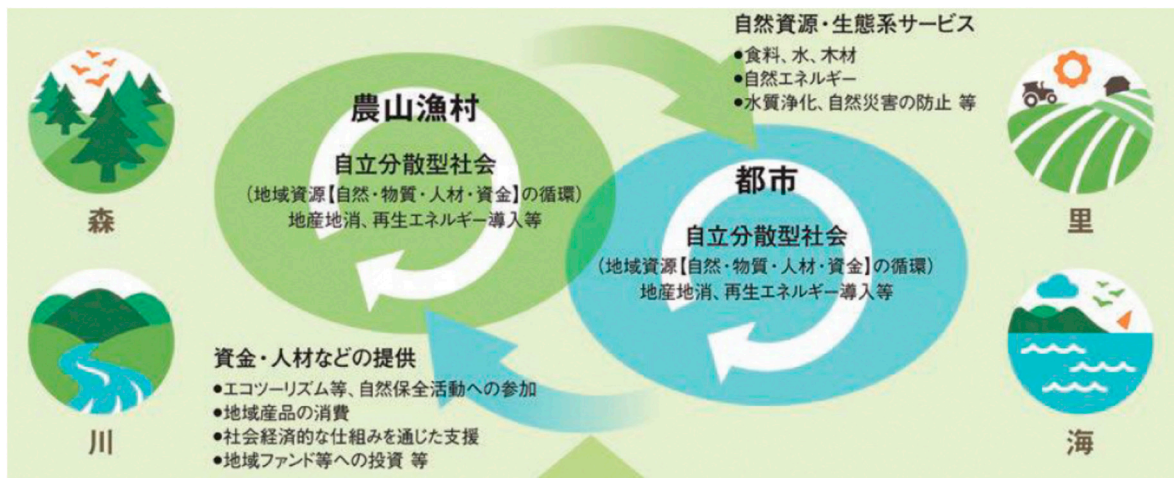 自然資源・生態系サービス
●食料、水、木材
●自然エネルギー
●水質浄化、自然災害の防止 等
農山漁村
自立分散型社会
(地域資源【自然・物質・人材・資金】の循環)
地産地消、再生エネルギー導入等
都市
自立分散型社会
(地域資源【自然・物質・人材・資金】の循環)
地産地消、再生エネルギー導入等
森
里
資金・人材などの提供
●エコツーリズム等、自然保全活動への参加
●地域産品の消費
●社会経済的な仕組みを通じた支援
●地域ファンド等への投資 等
川
海